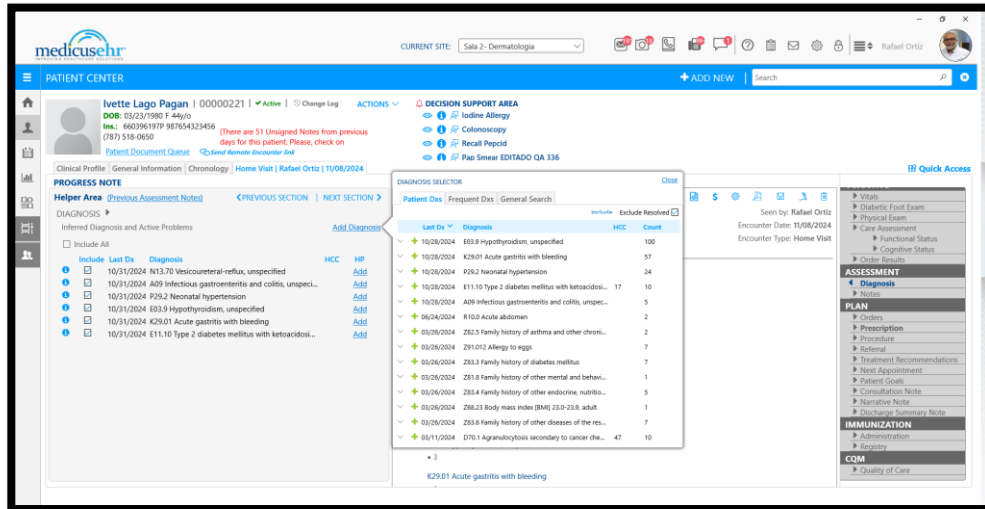 medicusehr
IMPROVING HEALTHCARE SOLUTIONS
CURRENT SITE: Sala 2- Dermatologia
Rafael Ortiz
PATIENT CENTER
+ ADD NEW
Search
Ivette Lago Pagan | 00000221 | Active | Change Log ACTIONS
DOB: 03/23/1980 F 44y/o
Ins.: 660396197P 987654323456
(787) 518-0650
(There are 51 Unsigned Notes from previous
days for this patient. Please, check on
Patient Document Queue Send Remote Encounter link
DECISION SUPPORT AREA
Iodine Allergy
Colonoscopy
Recall Pepcid
Pap Smear EDITADO QA 336
Clinical Profile General Information Chronology Home Visit | Rafael Ortiz | 11/08/2024
Quick Access
PROGRESS NOTE
Helper Area (Previous Assessment Notes) PREVIOUS SECTION | NEXT SECTION
DIAGNOSIS
Inferred Diagnosis and Active Problems Add Diagnosis
Include All
Include Last Dx Diagnosis HCC HP
10/31/2024 N13.70 Vesicoureteral-reflux, unspecified Add
10/31/2024 A09 Infectious gastroenteritis and colitis, unspeci... Add
10/31/2024 P29.2 Neonatal hypertension Add
10/31/2024 E03.9 Hypothyroidism, unspecified Add
10/31/2024 K29.01 Acute gastritis with bleeding Add
10/31/2024 E11.10 Type 2 diabetes mellitus with ketoacidosi... Add
DIAGNOSIS SELECTOR Close
Patient Dxs Frequent Dxs General Search
Include Exclude Resolved
Last Dx Diagnosis HCC Count
10/28/2024 E03.9 Hypothyroidism, unspecified 100
10/28/2024 K29.01 Acute gastritis with bleeding 57
10/28/2024 P29.2 Neonatal hypertension 24
10/28/2024 E11.10 Type 2 diabetes mellitus with ketoacidosi... 17 10
10/28/2024 A09 Infectious gastroenteritis and colitis, unspec... 5
06/24/2024 R10.0 Acute abdomen 2
03/26/2024 Z82.5 Family history of asthma and other chroni... 2
03/26/2024 Z91.012 Allergy to eggs 7
03/26/2024 Z83.3 Family history of diabetes mellitus 7
03/26/2024 Z81.8 Family history of other mental and behavi... 1
03/26/2024 Z83.4 Family history of other endocrine, nutritio... 5
03/26/2024 Z68.23 Body mass index [BMI] 23.0-23.9, adult 1
03/26/2024 Z83.6 Family history of other diseases of the res... 7
03/11/2024 D70.1 Agranulocytosis secondary to cancer che... 47 10
3
K29.01 Acute gastritis with bleeding
Seen by: Rafael Ortiz
Encounter Date: 11/08/2024
Encounter Type: Home Visit
Vitals
Diabetic Foot Exam
Physical Exam
Care Assessment
Functional Status
Cognitive Status
Order Results
ASSESSMENT
Diagnosis
Notes
PLAN
Orders
Prescription
Procedure
Referral
Treatment Recommendations
Next Appointment
Patient Goals
Consultation Note
Narrative Note
Discharge Summary Note
IMMUNIZATION
Administration
Registry
CQM
Quality of Care